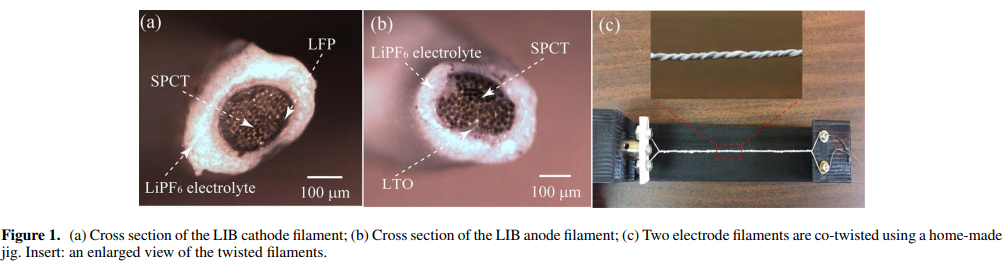 (a)
LFP
SPCT
LiPF6 electrolyte
100 µm
(b)
LiPF6 electrolyte
SPCT
LTO
100 µm
(c)
Figure 1. (a) Cross section of the LIB cathode filament; (b) Cross section of the LIB anode filament; (c) Two electrode filaments are co-twisted using a home-made
jig. Insert: an enlarged view of the twisted filaments.